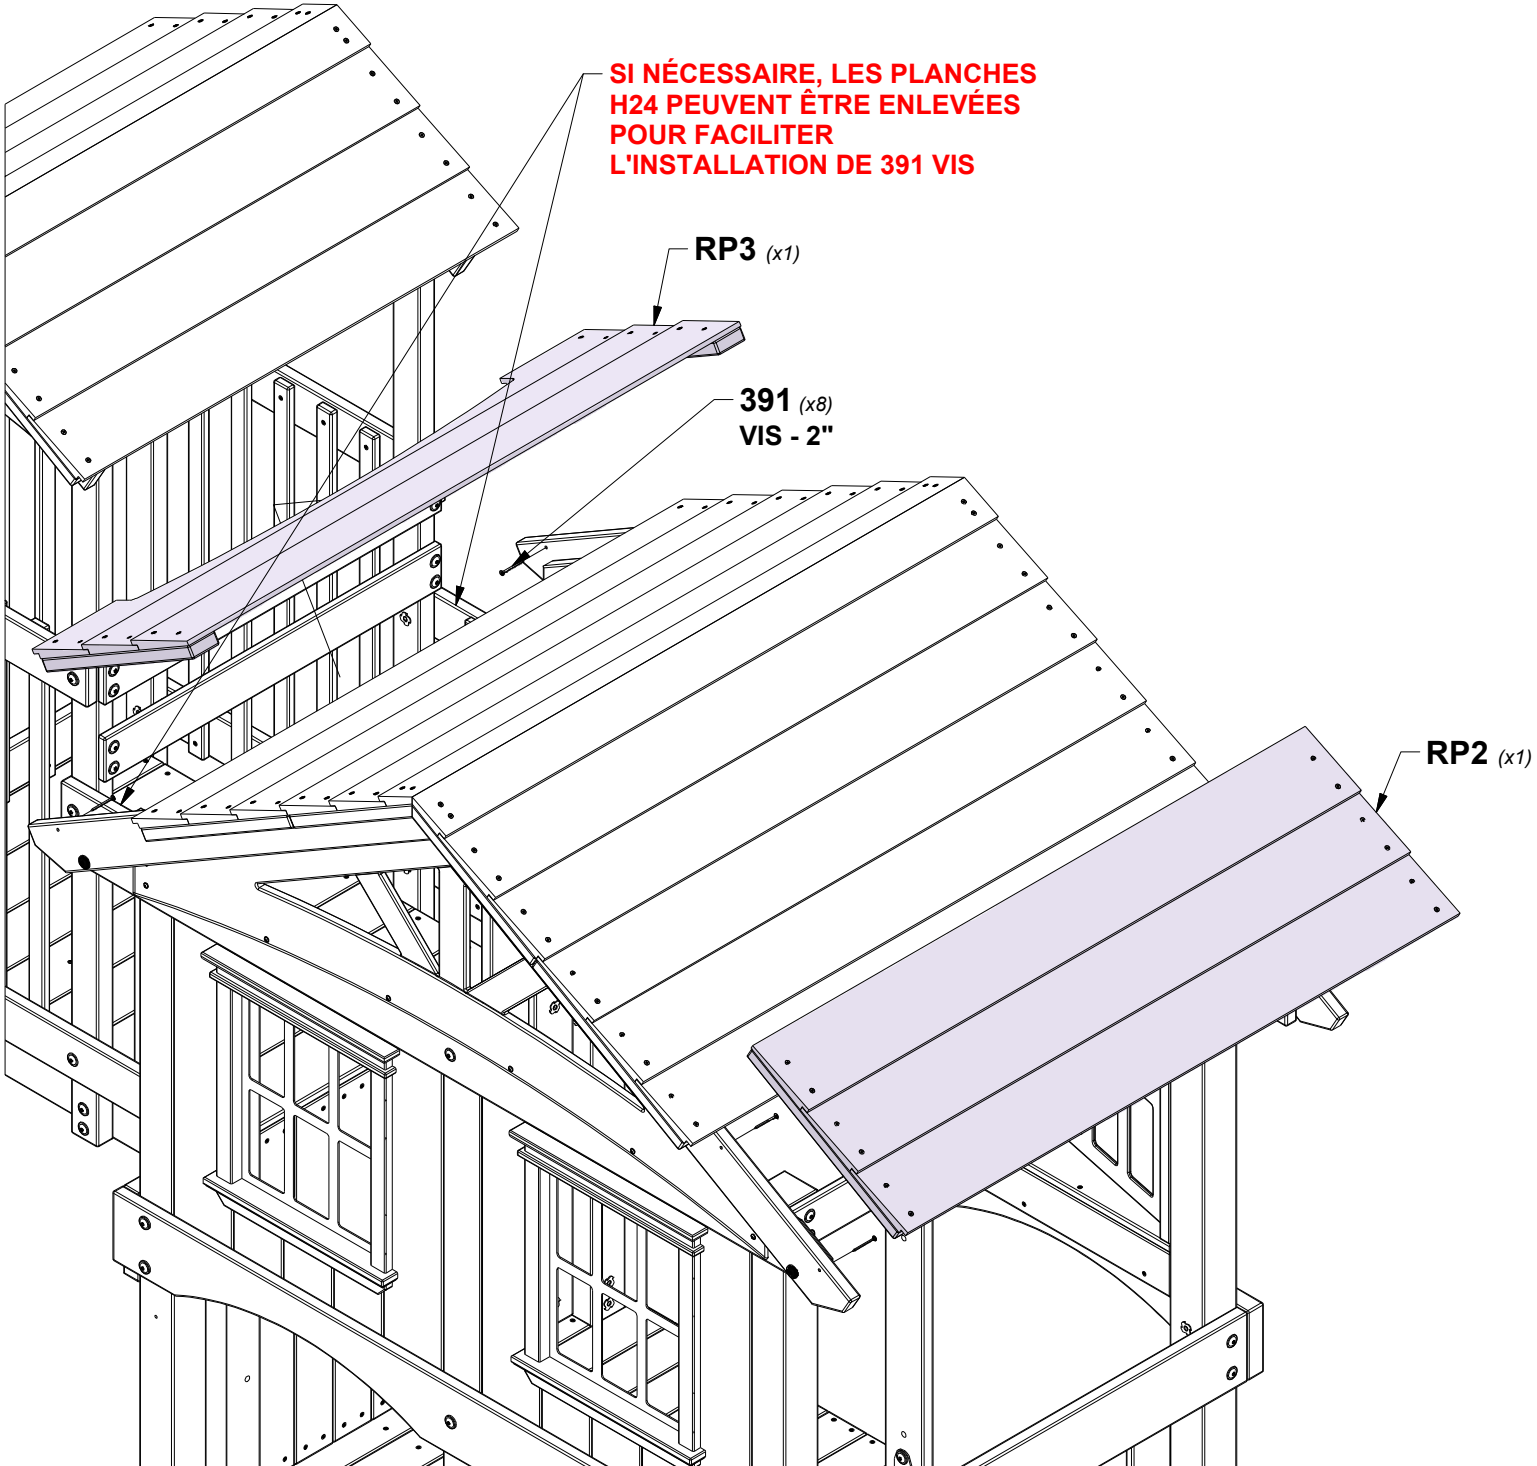 SI NÉCESSAIRE, LES PLANCHES
H24 PEUVENT ÊTRE ENLEVÉES
POUR FACILITER
L'INSTALLATION DE 391 VIS
RP3 (x1)
391 (x8)
VIS - 2"
RP2 (x1)